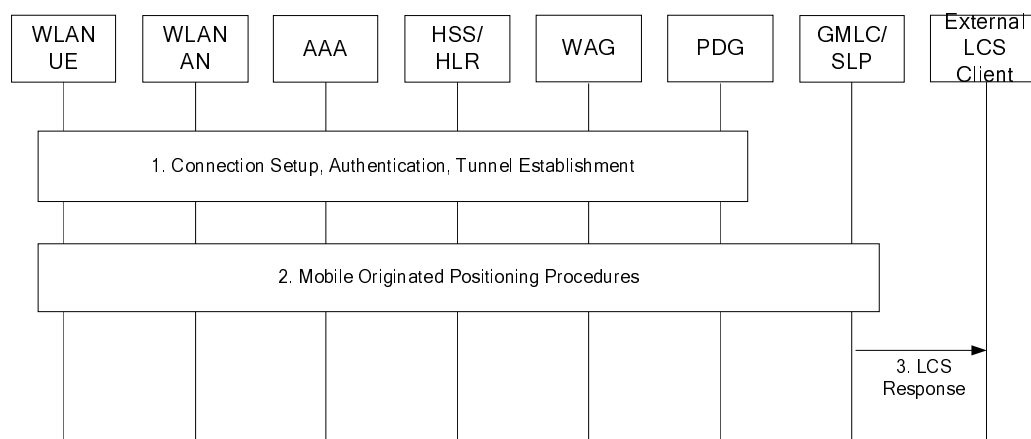 WLAN
UE
WLAN
AN
AAA
HSS/
HLR
WAG
PDG
GMLC/
SLP
External
LCS
Client
1. Connection Setup, Authentication, Tunnel Establishment
2. Mobile Originated Positioning Procedures
3. LCS
Response